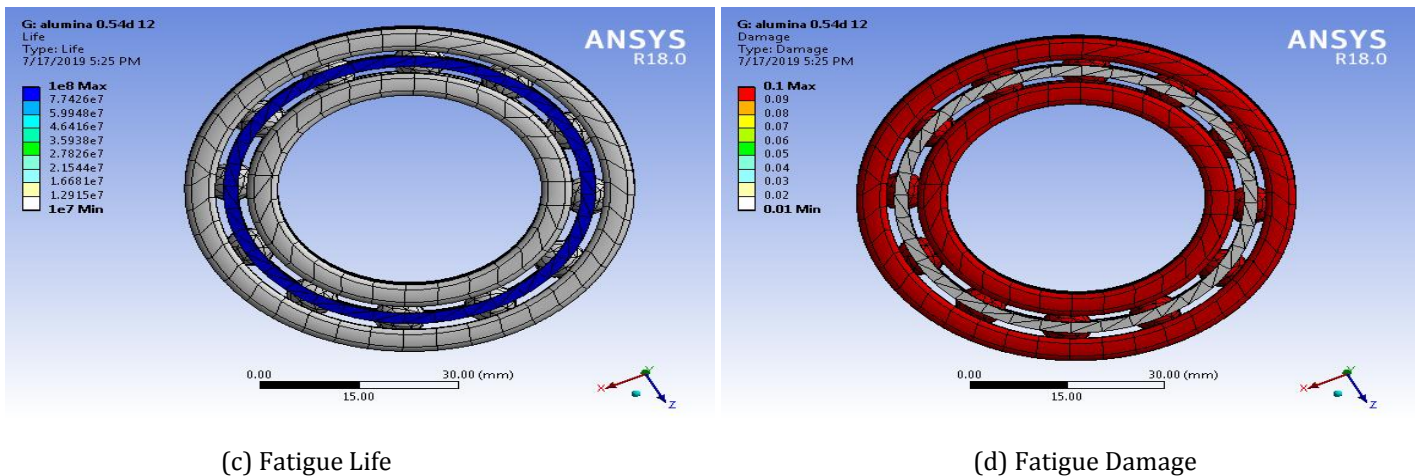 G: alumina 0.54d 12
Life
Type: Life
7/17/2019 5:25 PM
1e8 Max
7.7426e7
5.9948e7
4.6416e7
3.5938e7
2.7826e7
2.1544e7
1.6681e7
1.2915e7
1e7 Min
ANSYS
R18.0
0.00
30.00 (mm)
15.00
X
Y
Z
(c) Fatigue Life
G: alumina 0.54d 12
Damage
Type: Damage
7/17/2019 5:25 PM
0.1 Max
0.09
0.08
0.07
0.06
0.05
0.04
0.03
0.02
0.01 Min
ANSYS
R18.0
0.00
30.00 (mm)
15.00
X
Y
Z
(d) Fatigue Damage